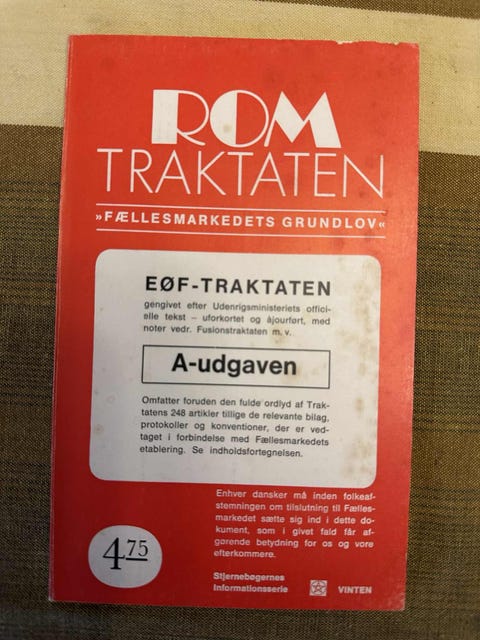 ROM
TRAKTATEN
»FÆLLESMARKEDETS GRUNDLOV«
EØF-TRAKTATEN
gengivet efter Udenrigsministeriets offici-
elle tekst – uforkortet og àjourført, med
noter vedr. Fusionstraktaten m. v.
A-udgaven
Omfatter foruden den fulde ordlyd af Trak-
tatens 248 artikler tillige de relevante bilag,
protokoller og konventioner, der er ved-
taget i forbindelse med Fællesmarkedets
etablering. Se indholdsfortegnelsen.
Enhver dansker må inden folkeaf-
stemningen om tilslutning til Fælles-
markedet sætte sig ind i dette do-
kument, som i givet fald får af-
gørende betydning for os og vore
efterkommere.
4.75
Stjernebøgernes
Informationsserie
VINTEN